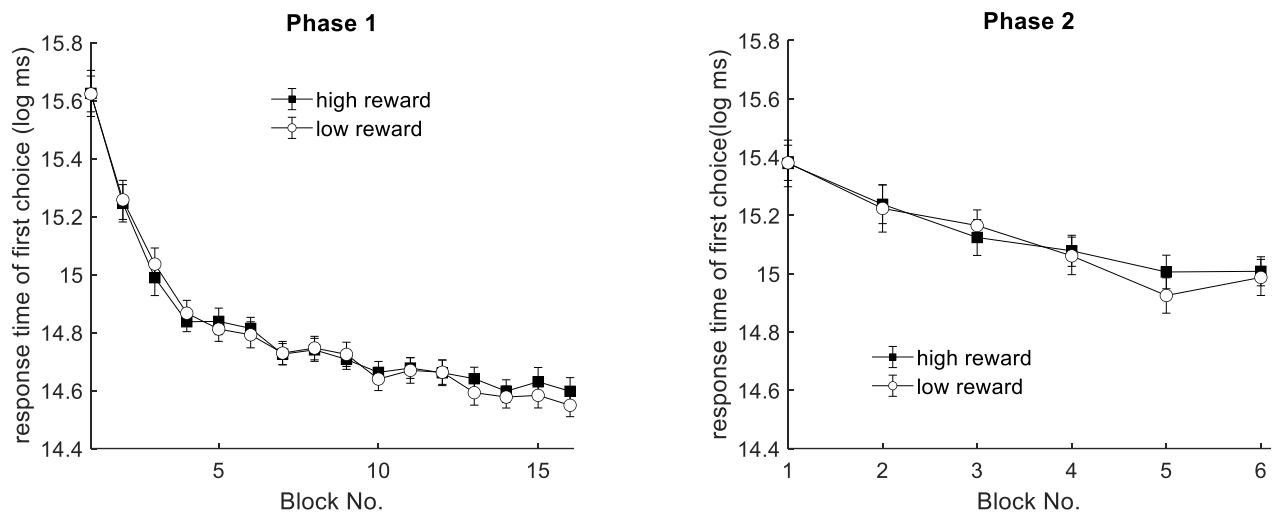 Phase 1
response time of first choice (log ms)
15.8
15.6
15.4
15.2
15
14.8
14.6
14.4
high reward
low reward
5
10
15
Block No.
Phase 2
response time of first choice(log ms)
15.8
15.6
15.4
15.2
15
14.8
14.6
14.4
high reward
low reward
1
2
3
4
5
6
Block No.